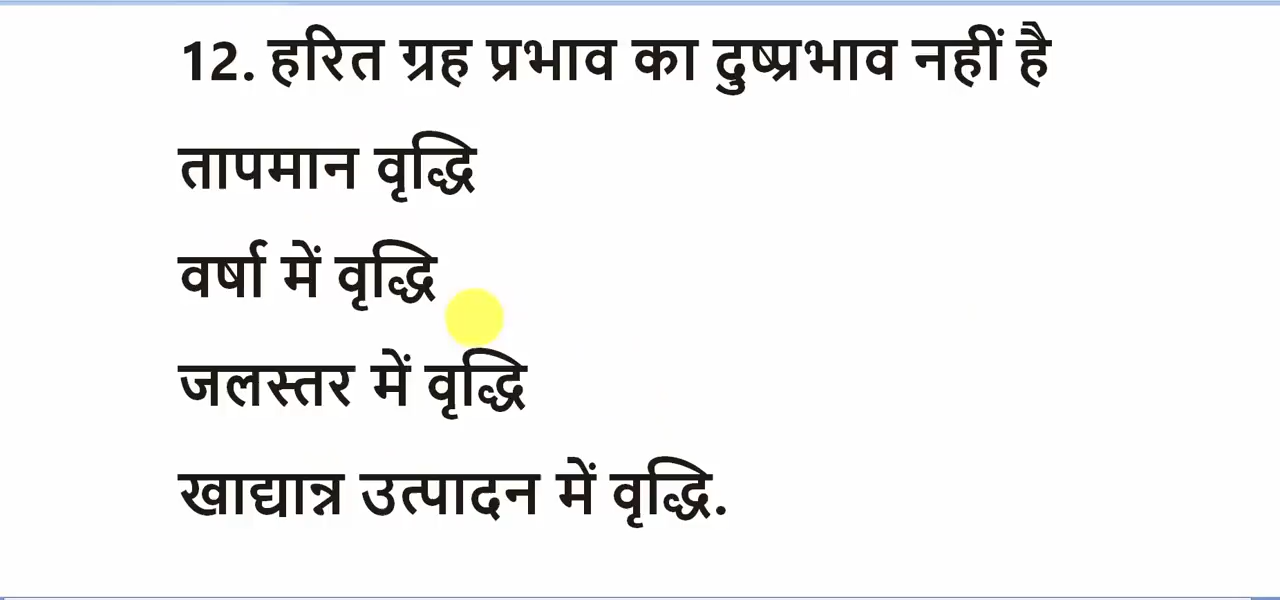 12. हरित ग्रह प्रभाव का दुष्प्रभाव नहीं है
तापमान वृद्धि
वर्षा में वृद्धि
जलस्तर में वृद्धि
खाद्यान्न उत्पादन में वृद्धि.